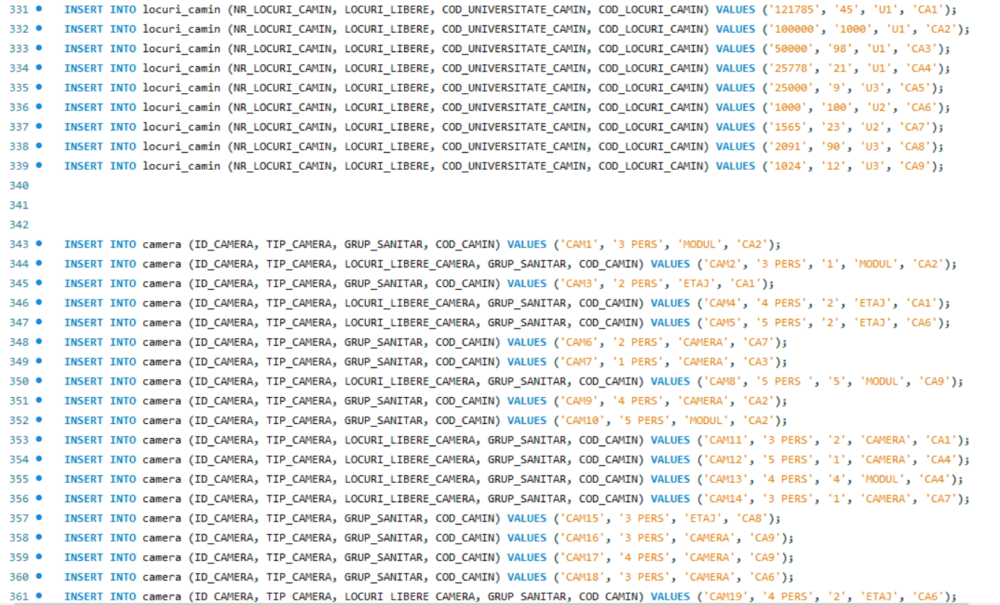 331 INSERT INTO locuri_camin (NR_LOCURI_CAMIN, LOCURI_LIBERE, COD_UNIVERSITATE_CAMIN, COD_LOCURI_CAMIN) VALUES ('121785', '45', 'U1', 'CA1');
332 INSERT INTO locuri_camin (NR_LOCURI_CAMIN, LOCURI_LIBERE, COD_UNIVERSITATE_CAMIN, COD_LOCURI_CAMIN) VALUES ('100000', '1000', 'U1', 'CA2');
333 INSERT INTO locuri_camin (NR_LOCURI_CAMIN, LOCURI_LIBERE, COD_UNIVERSITATE_CAMIN, COD_LOCURI_CAMIN) VALUES ('50000', '98', 'U1', 'CA3');
334 INSERT INTO locuri_camin (NR_LOCURI_CAMIN, LOCURI_LIBERE, COD_UNIVERSITATE_CAMIN, COD_LOCURI_CAMIN) VALUES ('25778', '21', 'U1', 'CA4');
335 INSERT INTO locuri_camin (NR_LOCURI_CAMIN, LOCURI_LIBERE, COD_UNIVERSITATE_CAMIN, COD_LOCURI_CAMIN) VALUES ('25000', '9', 'U3', 'CA5');
336 INSERT INTO locuri_camin (NR_LOCURI_CAMIN, LOCURI_LIBERE, COD_UNIVERSITATE_CAMIN, COD_LOCURI_CAMIN) VALUES ('1000', '100', 'U2', 'CA6');
337 INSERT INTO locuri_camin (NR_LOCURI_CAMIN, LOCURI_LIBERE, COD_UNIVERSITATE_CAMIN, COD_LOCURI_CAMIN) VALUES ('1565', '23', 'U2', 'CA7');
338 INSERT INTO locuri_camin (NR_LOCURI_CAMIN, LOCURI_LIBERE, COD_UNIVERSITATE_CAMIN, COD_LOCURI_CAMIN) VALUES ('2091', '90', 'U3', 'CA8');
339 INSERT INTO locuri_camin (NR_LOCURI_CAMIN, LOCURI_LIBERE, COD_UNIVERSITATE_CAMIN, COD_LOCURI_CAMIN) VALUES ('1024', '12', 'U3', 'CA9');
340
341
342
343 INSERT INTO camera (ID_CAMERA, TIP_CAMERA, GRUP_SANITAR, COD_CAMIN) VALUES ('CAM1', '3 PERS', 'MODUL', 'CA2');
344 INSERT INTO camera (ID_CAMERA, TIP_CAMERA, LOCURI_LIBERE_CAMERA, GRUP_SANITAR, COD_CAMIN) VALUES ('CAM2', '3 PERS', '1', 'MODUL', 'CA2');
345 INSERT INTO camera (ID_CAMERA, TIP_CAMERA, GRUP_SANITAR, COD_CAMIN) VALUES ('CAM3', '2 PERS', 'ETAJ', 'CA1');
346 INSERT INTO camera (ID_CAMERA, TIP_CAMERA, LOCURI_LIBERE_CAMERA, GRUP_SANITAR, COD_CAMIN) VALUES ('CAM4', '4 PERS', '2', 'ETAJ', 'CA1');
347 INSERT INTO camera (ID_CAMERA, TIP_CAMERA, LOCURI_LIBERE_CAMERA, GRUP_SANITAR, COD_CAMIN) VALUES ('CAM5', '5 PERS', '2', 'ETAJ', 'CA6');
348 INSERT INTO camera (ID_CAMERA, TIP_CAMERA, GRUP_SANITAR, COD_CAMIN) VALUES ('CAM6', '2 PERS', 'CAMERA', 'CA7');
349 INSERT INTO camera (ID_CAMERA, TIP_CAMERA, GRUP_SANITAR, COD_CAMIN) VALUES ('CAM7', '1 PERS', 'CAMERA', 'CA3');
350 INSERT INTO camera (ID_CAMERA, TIP_CAMERA, LOCURI_LIBERE_CAMERA, GRUP_SANITAR, COD_CAMIN) VALUES ('CAM8', '5 PERS ', '5', 'MODUL', 'CA9');
351 INSERT INTO camera (ID_CAMERA, TIP_CAMERA, GRUP_SANITAR, COD_CAMIN) VALUES ('CAM9', '4 PERS', 'CAMERA', 'CA2');
352 INSERT INTO camera (ID_CAMERA, TIP_CAMERA, GRUP_SANITAR, COD_CAMIN) VALUES ('CAM10', '5 PERS', 'MODUL', 'CA2');
353 INSERT INTO camera (ID_CAMERA, TIP_CAMERA, LOCURI_LIBERE_CAMERA, GRUP_SANITAR, COD_CAMIN) VALUES ('CAM11', '3 PERS', '2', 'CAMERA', 'CA1');
354 INSERT INTO camera (ID_CAMERA, TIP_CAMERA, LOCURI_LIBERE_CAMERA, GRUP_SANITAR, COD_CAMIN) VALUES ('CAM12', '5 PERS', '1', 'CAMERA', 'CA4');
355 INSERT INTO camera (ID_CAMERA, TIP_CAMERA, LOCURI_LIBERE_CAMERA, GRUP_SANITAR, COD_CAMIN) VALUES ('CAM13', '4 PERS', '4', 'MODUL', 'CA4');
356 INSERT INTO camera (ID_CAMERA, TIP_CAMERA, LOCURI_LIBERE_CAMERA, GRUP_SANITAR, COD_CAMIN) VALUES ('CAM14', '3 PERS', '1', 'CAMERA', 'CA7');
357 INSERT INTO camera (ID_CAMERA, TIP_CAMERA, GRUP_SANITAR, COD_CAMIN) VALUES ('CAM15', '3 PERS', 'ETAJ', 'CA8');
358 INSERT INTO camera (ID_CAMERA, TIP_CAMERA, GRUP_SANITAR, COD_CAMIN) VALUES ('CAM16', '3 PERS', 'CAMERA', 'CA9');
359 INSERT INTO camera (ID_CAMERA, TIP_CAMERA, GRUP_SANITAR, COD_CAMIN) VALUES ('CAM17', '4 PERS', 'CAMERA', 'CA9');
360 INSERT INTO camera (ID_CAMERA, TIP_CAMERA, GRUP_SANITAR, COD_CAMIN) VALUES ('CAM18', '3 PERS', 'CAMERA', 'CA6');
361 INSERT INTO camera (ID_CAMERA, TIP_CAMERA, LOCURI_LIBERE_CAMERA, GRUP_SANITAR, COD_CAMIN) VALUES ('CAM19', '4 PERS', '2', 'ETAJ', 'CA6');